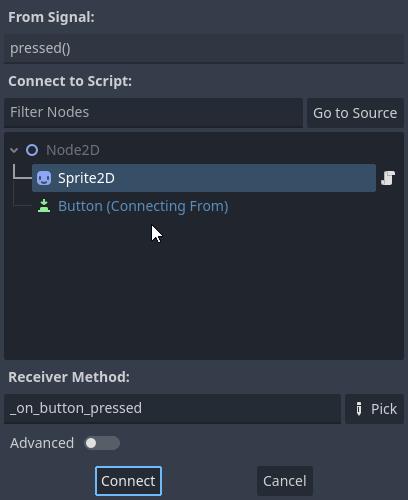 From Signal:
pressed()
Connect to Script:
Filter Nodes
Go to Source
Node2D
Sprite2D
Button (Connecting From)
Receiver Method:
_on_button_pressed
Pick
Advanced
Connect
Cancel